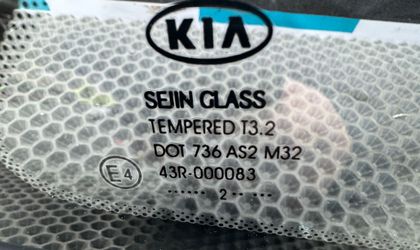 KIA
SEJIN GLASS
TEMPERED T3.2
DOT 736 AS2 M32
E4 43R-000083
······ 2 ·····